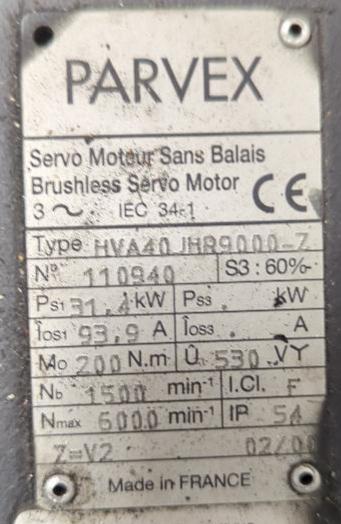 PARVEX
Servo Moteur Sans Balais
Brushless Servo Motor CE
3 ~ IEC 34-1
Type HVA40 JHR9000-Z
N° 110940 S3 : 60%
Ps1 31,4 kW Ps3 kW
Îos1 93,9 A Îos3 A
Mo 200 N.m Û 530 V Y
Nb 1500 min-1 I.Cl. F
Nmax 6000 min-1 IP 54
Z=V2 02/00
Made in FRANCE